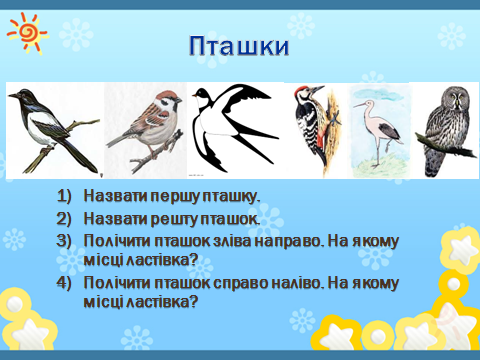 Пташки
1) Назвати першу пташку.
2) Назвати решту пташок.
3) Полічити пташок зліва направо. На якому
місці ластівка?
4) Полічити пташок справо наліво. На якому
місці ластівка?